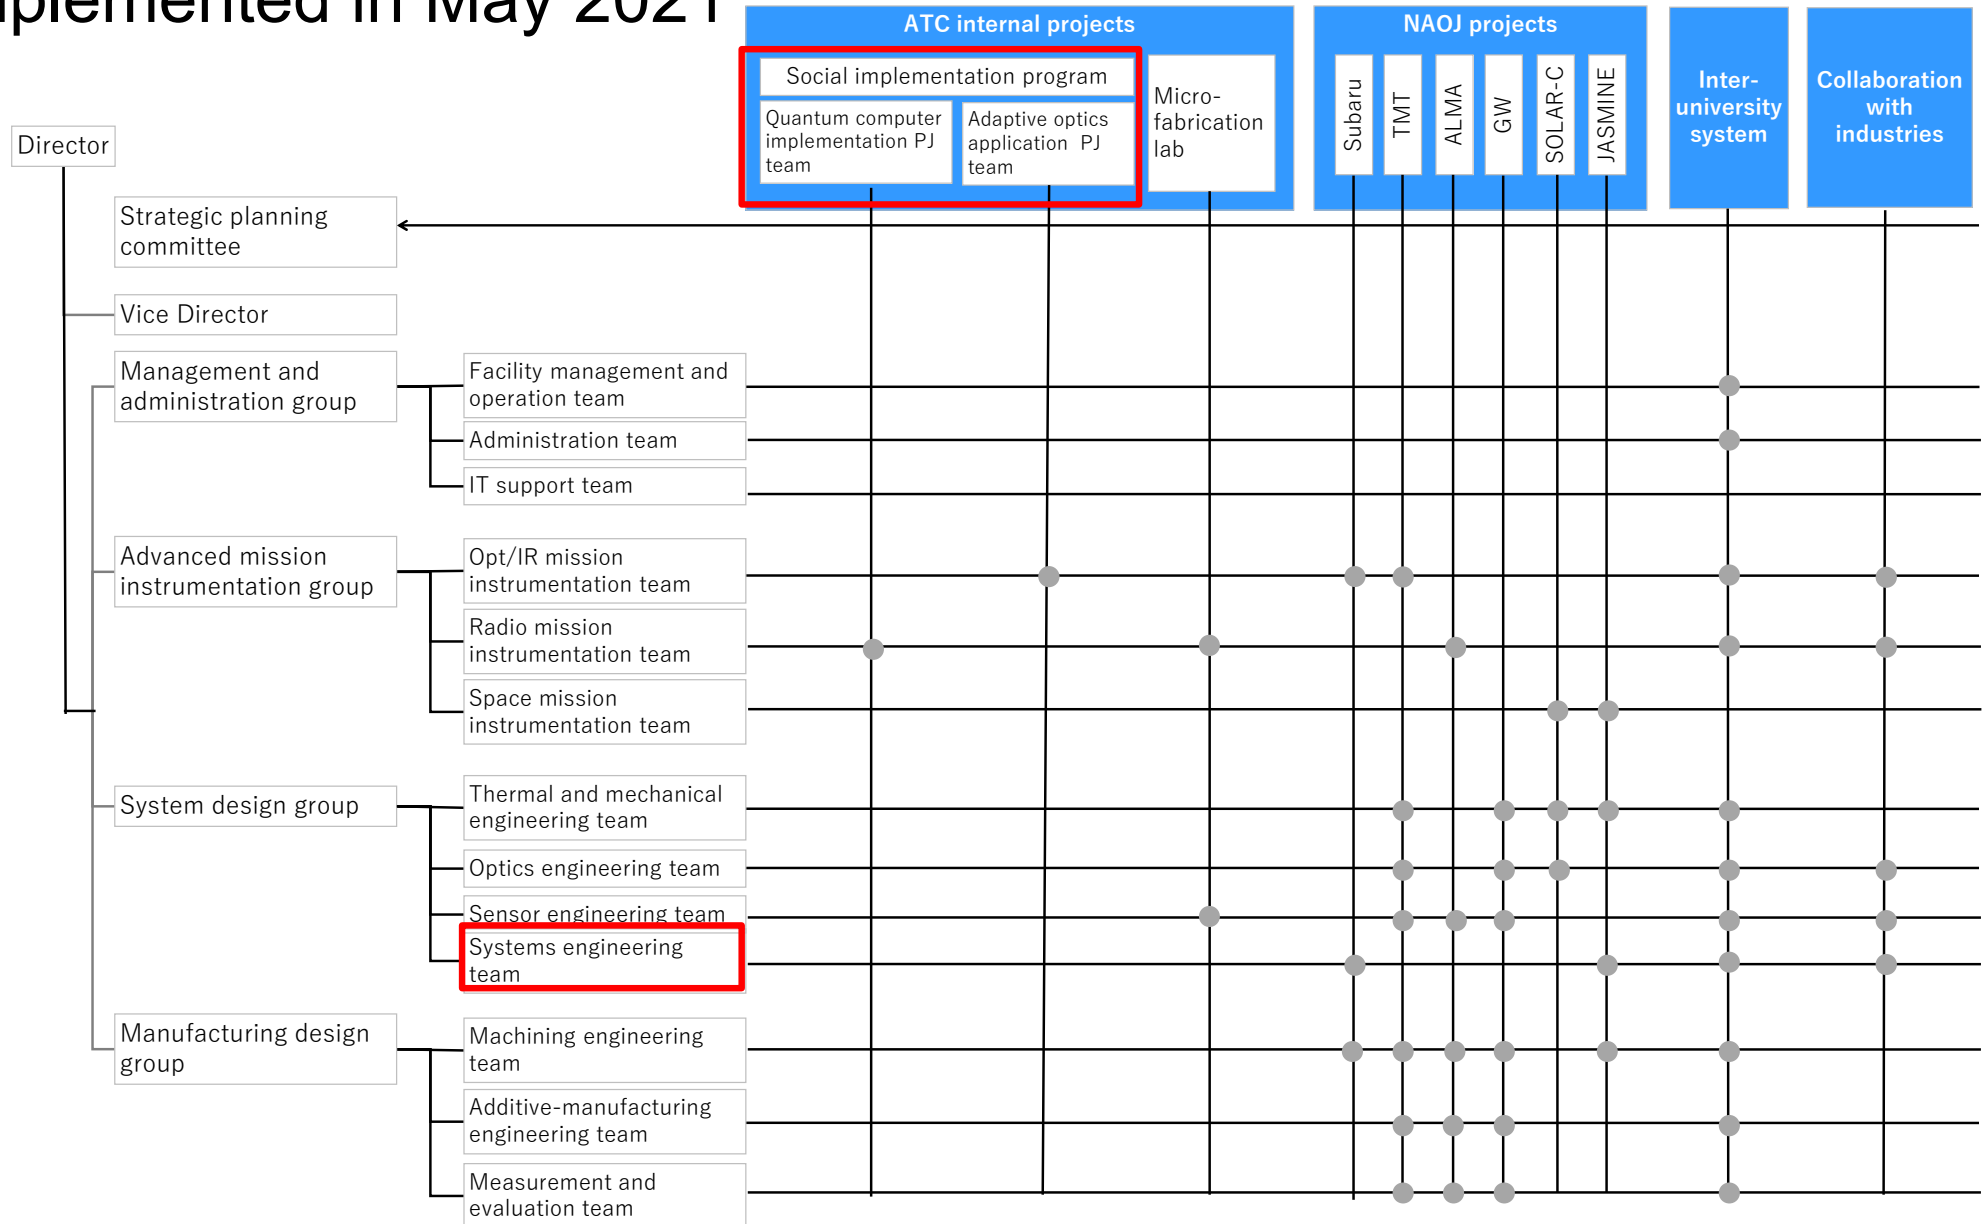 plemented in May 2021
ATC internal projects
Social implementation program
Quantum computer
implementation PJ
team
Adaptive optics
application PJ
team
Micro-
fabrication
lab
NAOJ projects
Subaru
TMT
ALMA
GW
SOLAR-C
JASMINE
Inter-
university
system
Collaboration
with
industries
Director
Strategic planning
committee
Vice Director
Management and
administration group
Facility management and
operation team
Administration team
IT support team
Advanced mission
instrumentation group
Opt/IR mission
instrumentation team
Radio mission
instrumentation team
Space mission
instrumentation team
System design group
Thermal and mechanical
engineering team
Optics engineering team
Sensor engineering team
Systems engineering
team
Manufacturing design
group
Machining engineering
team
Additive-manufacturing
engineering team
Measurement and
evaluation team